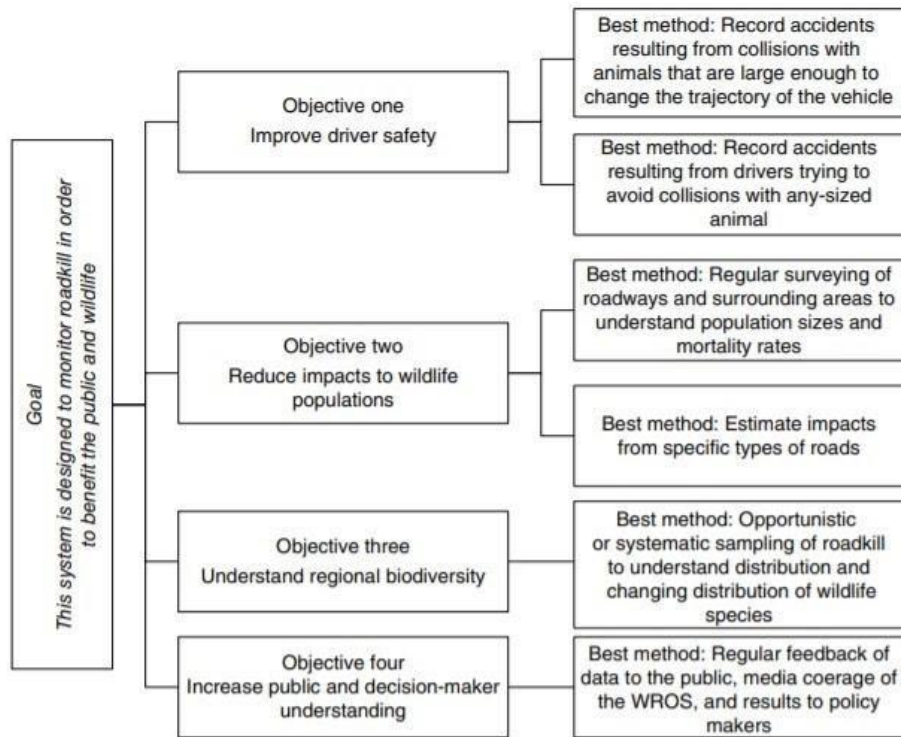 Goal
This system is designed to monitor roadkill in order
to benefit the public and wildlife
Objective one
Improve driver safety
Best method: Record accidents
resulting from collisions with
animals that are large enough to
change the trajectory of the vehicle
Best method: Record accidents
resulting from drivers trying to
avoid collisions with any-sized
animal
Objective two
Reduce impacts to wildlife
populations
Best method: Regular surveying of
roadways and surrounding areas to
understand population sizes and
mortality rates
Best method: Estimate impacts
from specific types of roads
Objective three
Understand regional biodiversity
Best method: Opportunistic
or systematic sampling of roadkill
to understand distribution and
changing distribution of wildlife
species
Objective four
Increase public and decision-maker
understanding
Best method: Regular feedback of
data to the public, media coerage of
the WROS, and results to policy
makers